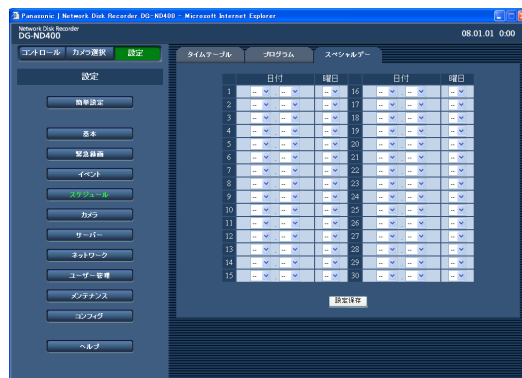 Panasonic | Network Disk Recorder DG-ND400 - Microsoft Internet Explorer
Network Disk Recorder
DG-ND400
08.01.01 0:00
コントロール カメラ選択 設定
タイムテーブル プログラム スペシャルデー
設定
簡単設定
基本
緊急録画
イベント
スケジュール
カメラ
サーバー
ネットワーク
ユーザー管理
メンテナンス
コンフィグ
ヘルプ
日付 曜日 日付 曜日
1 -- . -- -- 16 -- . -- --
2 -- . -- -- 17 -- . -- --
3 -- . -- -- 18 -- . -- --
4 -- . -- -- 19 -- . -- --
5 -- . -- -- 20 -- . -- --
6 -- . -- -- 21 -- . -- --
7 -- . -- -- 22 -- . -- --
8 -- . -- -- 23 -- . -- --
9 -- . -- -- 24 -- . -- --
10 -- . -- -- 25 -- . -- --
11 -- . -- -- 26 -- . -- --
12 -- . -- -- 27 -- . -- --
13 -- . -- -- 28 -- . -- --
14 -- . -- -- 29 -- . -- --
15 -- . -- -- 30 -- . -- --
設定保存